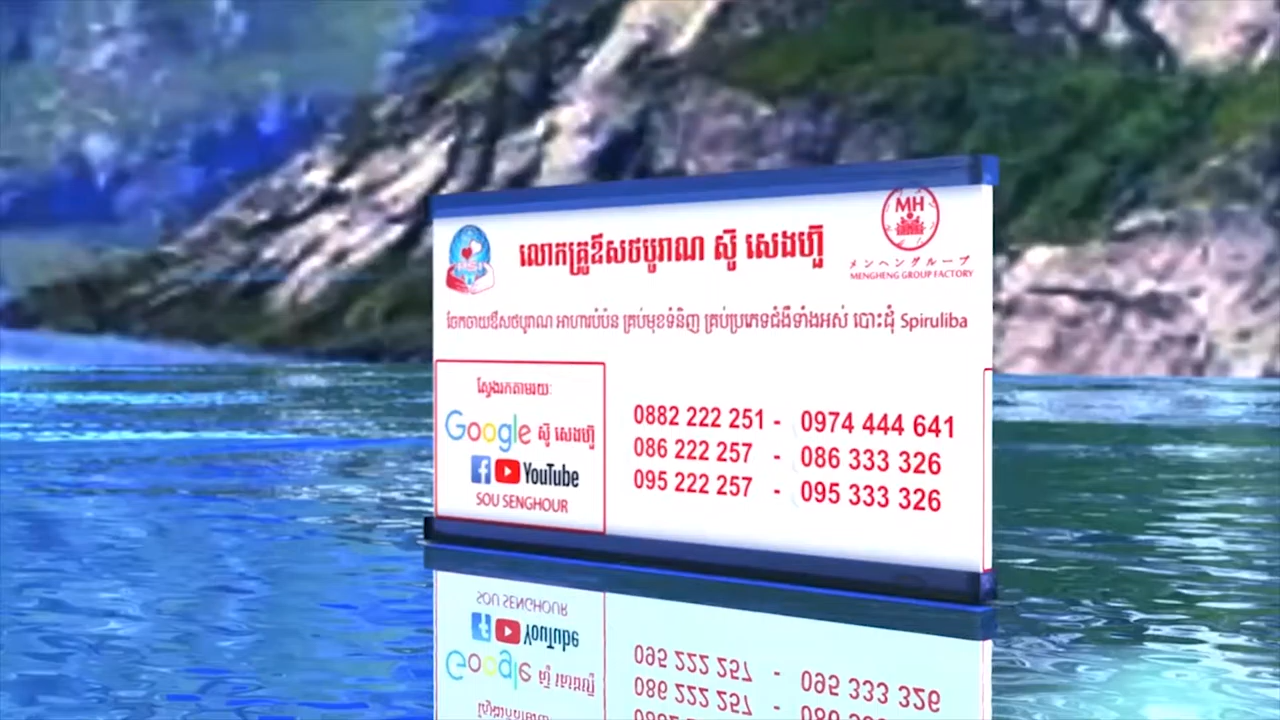 លោកគ្រូឱសថបូរាណ ស៊ូ សេងហ៊ួ
MH
メンヘングループ
MENGHENG GROUP FACTORY
ចែកចាយឱសថបូរាណ អាហារបំប៉ន គ្រប់មុខទំនិញ គ្រប់ប្រភេទជំងឺទាំងអស់ បោះដុំ Spiruliba
ស្វែងរកតាមរយៈ
Google ស៊ូ សេងហ៊ួ
YouTube
SOU SENGHOUR
0882 222 251 - 0974 444 641
086 222 257 - 086 333 326
095 222 257 - 095 333 326